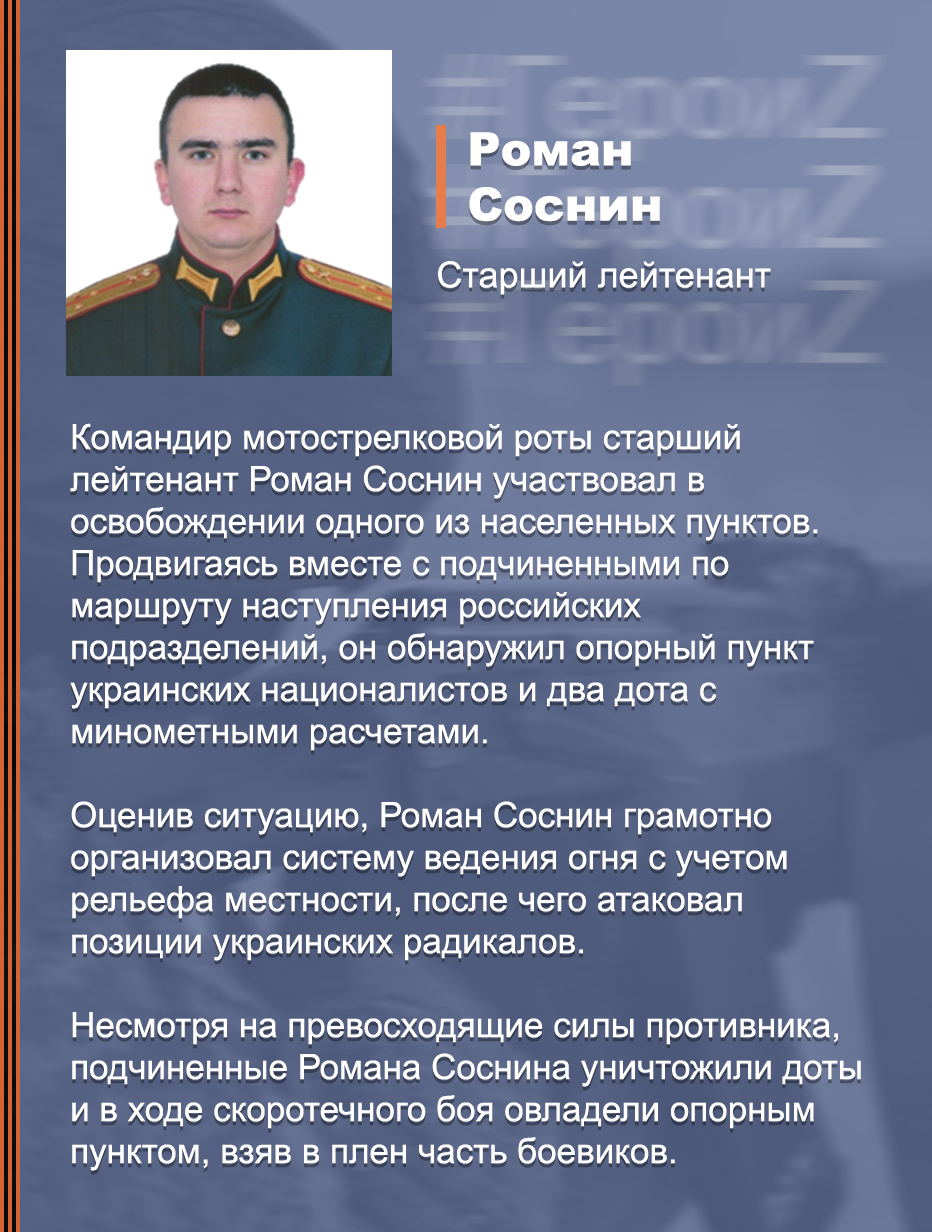 #ГероиZ
Роман
#ГероиZ
Соснин
Старший лейтенант
#ГероиZ
Командир мотострелковой роты старший
лейтенант Роман Соснин участвовал в
освобождении одного из населенных пунктов.
Продвигаясь вместе с подчиненными по
маршруту наступления российских
подразделений, он обнаружил опорный пункт
украинских националистов и два дота с
минометными расчетами.
Оценив ситуацию, Роман Соснин грамотно
организовал систему ведения огня с учетом
рельефа местности, после чего атаковал
позиции украинских радикалов.
Несмотря на превосходящие силы противника,
подчиненные Романа Соснина уничтожили доты
и в ходе скоротечного боя овладели опорным
пунктом, взяв в плен часть боевиков.